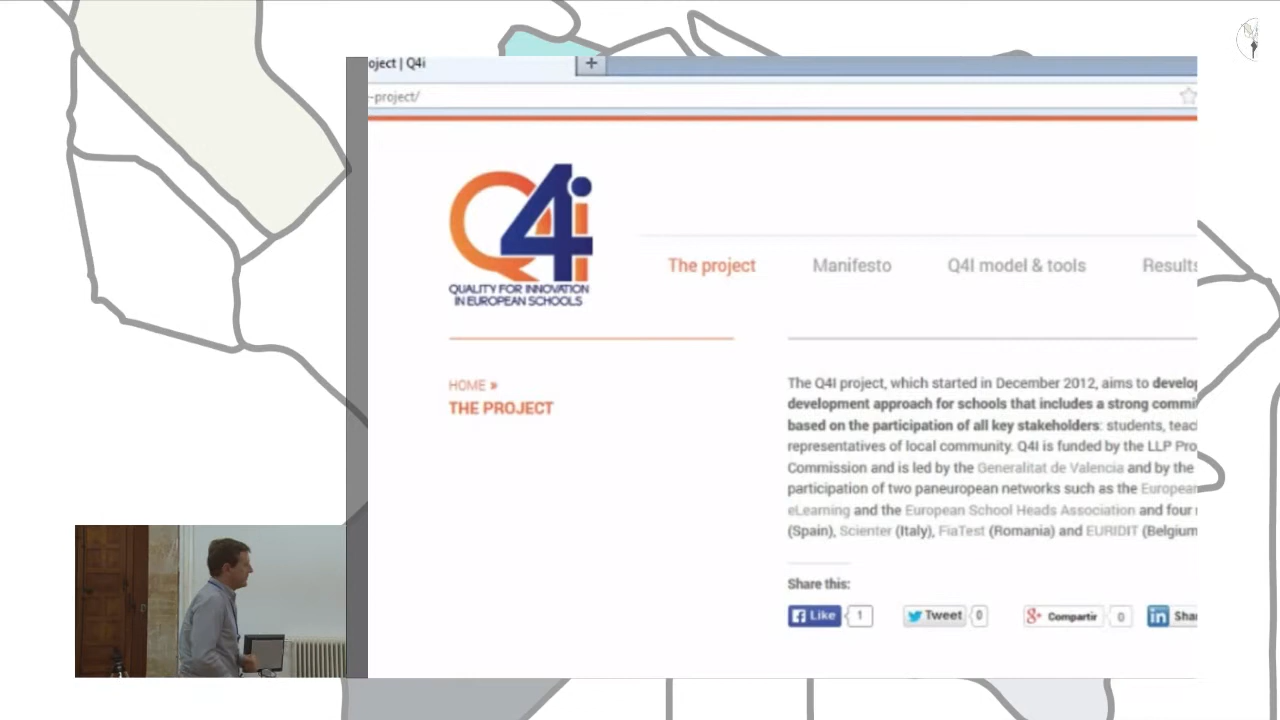 oject | Q4i
-project/
Q4i
QUALITY FOR INNOVATION
IN EUROPEAN SCHOOLS
The project
Manifesto
Q4I model & tools
Results
HOME »
THE PROJECT
The Q4I project, which started in December 2012, aims to develop
development approach for schools that includes a strong commi
based on the participation of all key stakeholders: students, teac
representatives of local community. Q4I is funded by the LLP Pro
Commission and is led by the Generalitat de Valencia and by the
participation of two paneuropean networks such as the European
eLearning and the European School Heads Association and four
(Spain), Scienter (Italy), FiaTest (Romania) and EURIDIT (Belgium
Share this:
Like 1
Tweet 0
Compartir 0
Sha